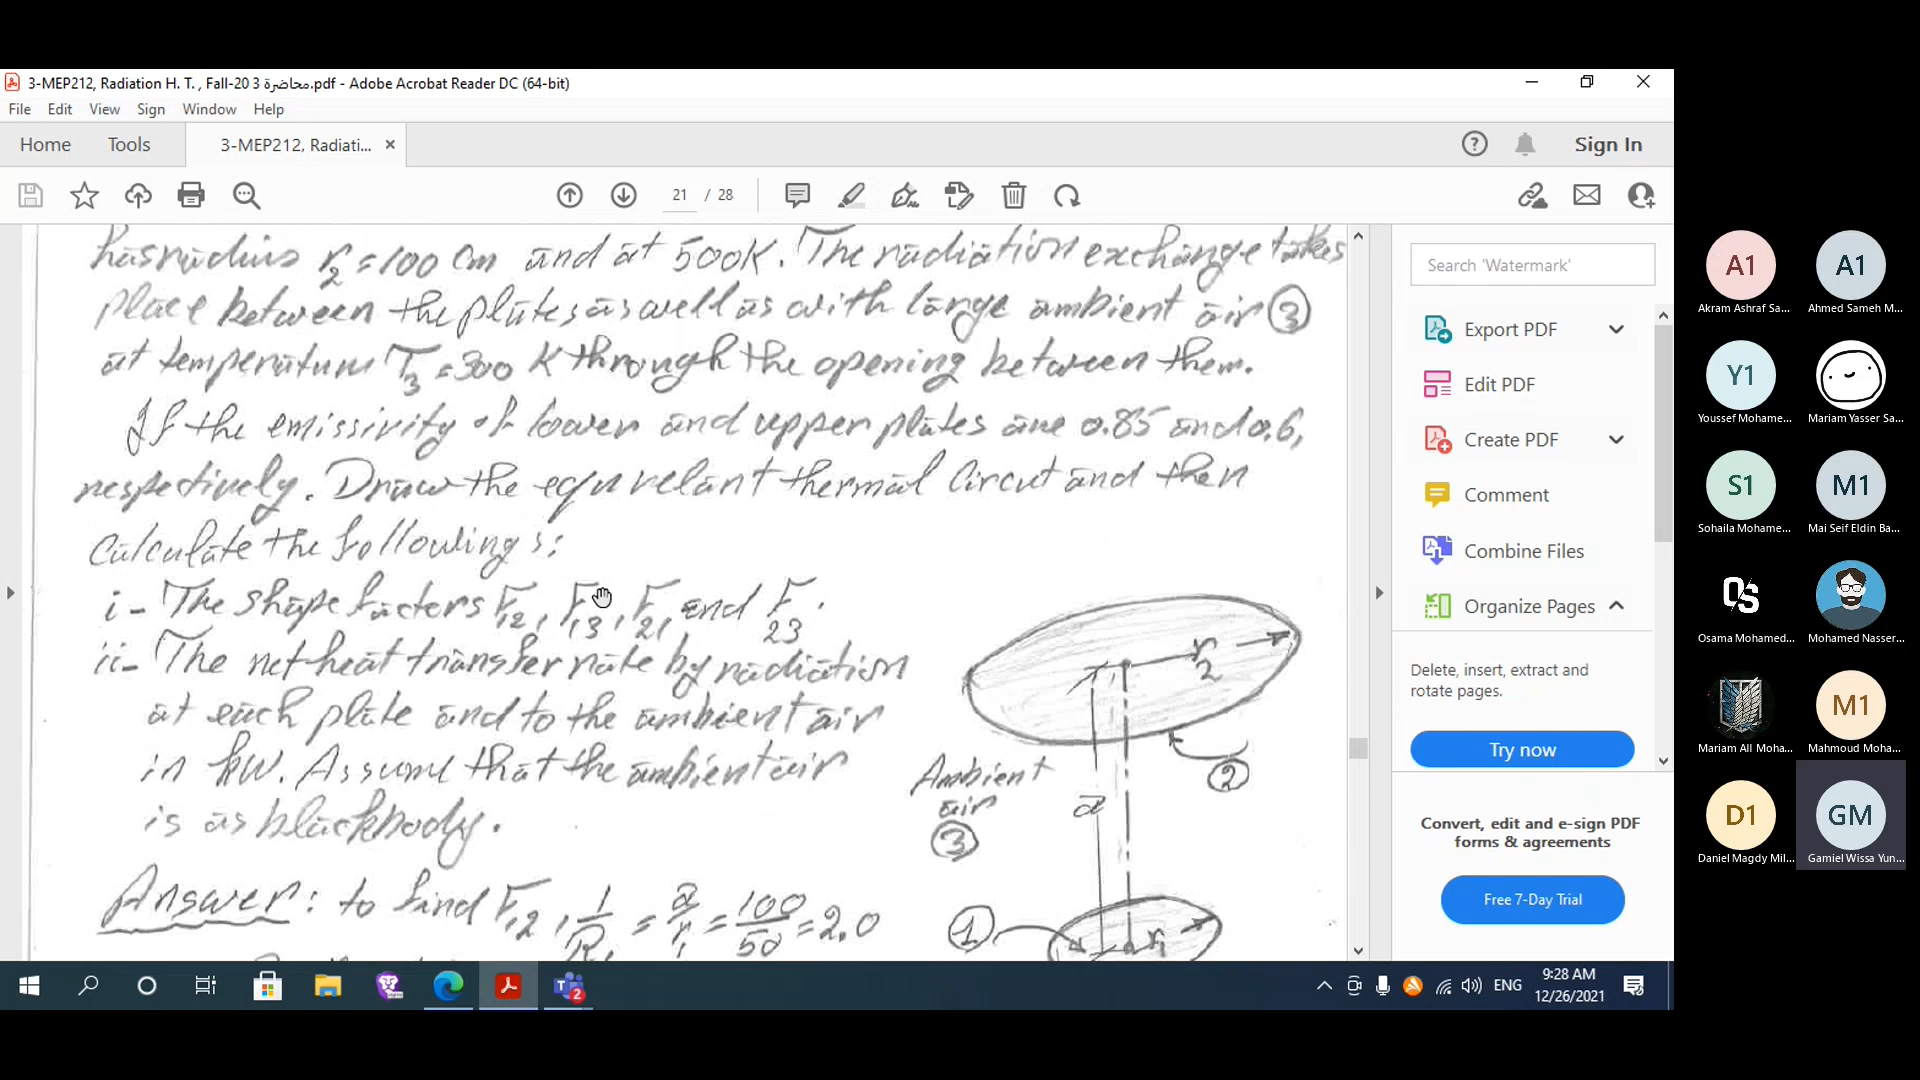 3-MEP212, Radiation H. T. , Fall-20 3 محاضرة.pdf - Adobe Acrobat Reader DC (64-bit)
File Edit View Sign Window Help
Home Tools 3-MEP212, Radiati... × Sign In
21 / 28
has radius r2 = 100 Cm and at 500K. The radiation exchange takes
place between the plates as well as with large ambient air 3
at temperature T3 = 300 K through the opening between them.
If the emissivity of lower and upper plates are 0.85 and 0.6,
respectively. Draw the equivelant thermal Circut and then
Calculate the followings:
i- The shape facters F12, F13, F21, and F23.
ii- The net heat transfer rate by radiation
at each plate and to the ambient air
in kW. Assume that the ambient air
is as blackbody.
Answer: to find F12, 1/R1 = a/r1 = 100/50 = 2.0
r2
2
Ambient
air
3
a
1
r1
Search 'Watermark'
Export PDF
Edit PDF
Create PDF
Comment
Combine Files
Organize Pages
Delete, insert, extract and
rotate pages.
Try now
Convert, edit and e-sign PDF
forms & agreements
Free 7-Day Trial
A1 A1
Akram Ashraf Sa... Ahmed Sameh M...
Y1
Youssef Mohame... Mariam Yasser Sa...
S1 M1
Sohaila Mohame... Mai Seif Eldin Ba...
OS
Osama Mohamed... Mohamed Nasser...
M1
Mariam All Moha... Mahmoud Moha...
D1 GM
Daniel Magdy Mil... Gamiel Wissa Yun...
2
ENG
9:28 AM
12/26/2021